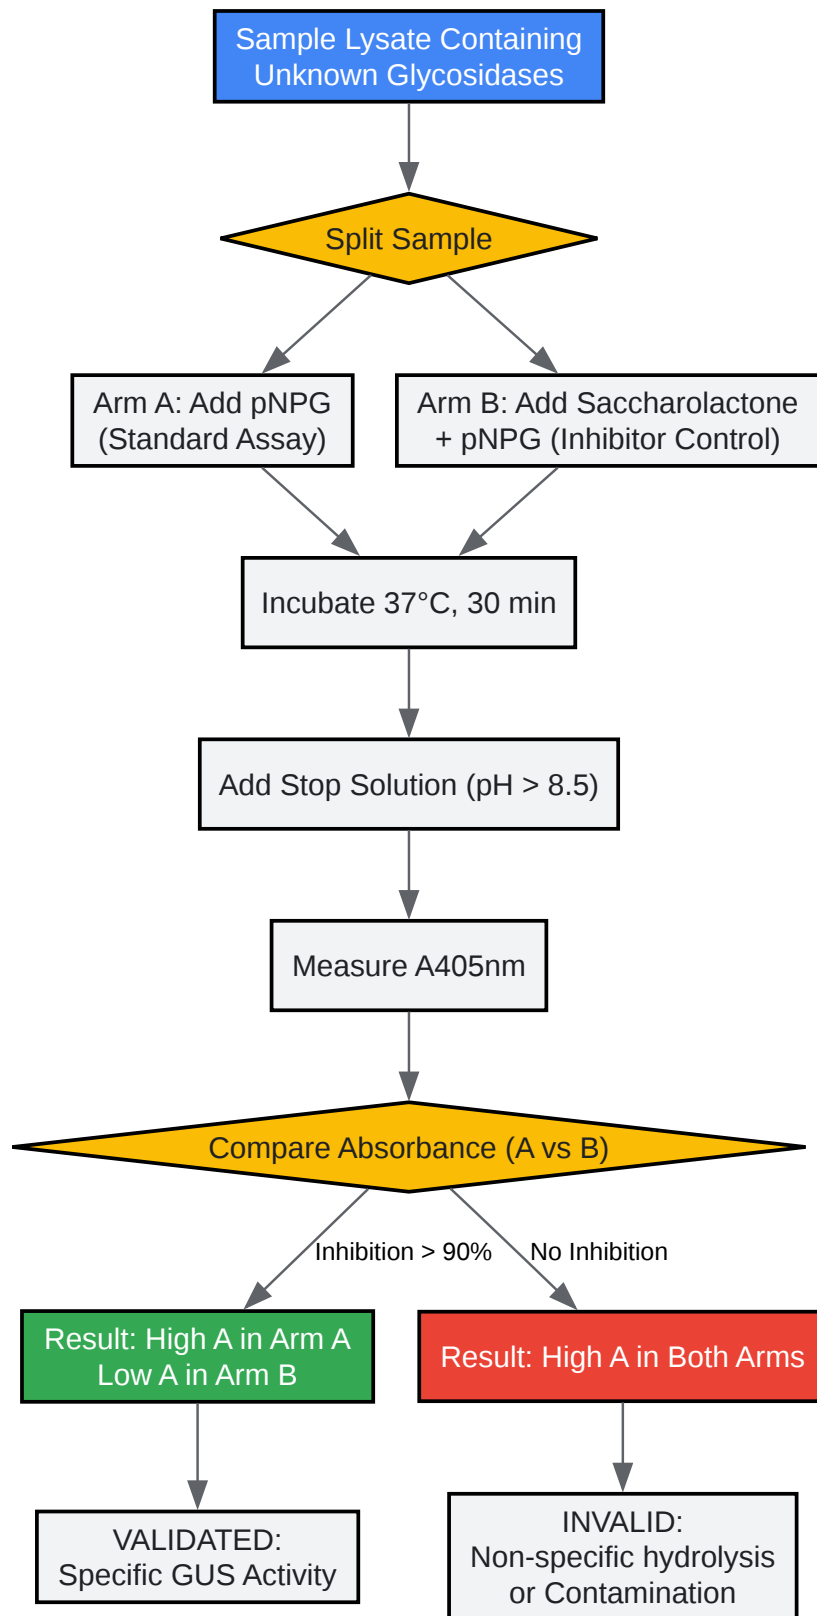 Sample Lysate Containing
Unknown Glycosidases
Split Sample
Arm A: Add pNPG
(Standard Assay)
Arm B: Add Saccharolactone
+ pNPG (Inhibitor Control)
Incubate 37°C, 30 min
Add Stop Solution (pH > 8.5)
Measure A405nm
Compare Absorbance (A vs B)
Inhibition > 90%
No Inhibition
Result: High A in Arm A
Low A in Arm B
Result: High A in Both Arms
VALIDATED:
Specific GUS Activity
INVALID:
Non-specific hydrolysis
or Contamination